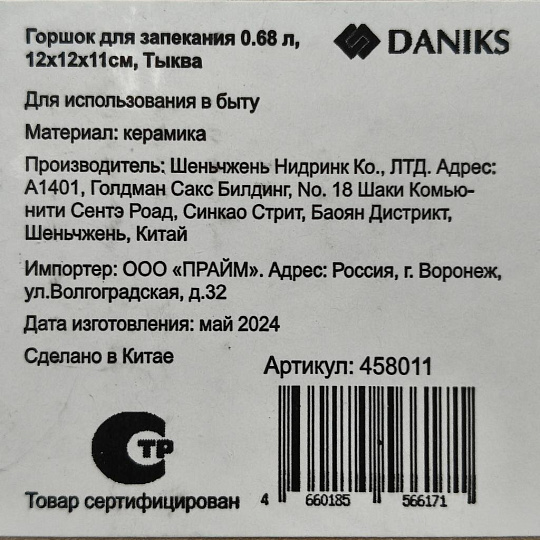 Горшок для запекания 0.68 л,
12x12x11см, Тыква
DANIKS
Для использования в быту
Материал: керамика
Производитель: Шеньчжень Нидринк Ко., ЛТД. Адрес:
А1401, Голдман Сакс Билдинг, No. 18 Шаки Комью-
нити Сентэ Роад, Синкао Стрит, Баоян Дистрикт,
Шеньчжень, Китай
Импортер: ООО «ПРАЙМ». Адрес: Россия, г. Воронеж,
ул.Волгоградская, д.32
Дата изготовления: май 2024
Сделано в Китае
Артикул: 458011
СТР
Товар сертифицирован
4 660185 566171